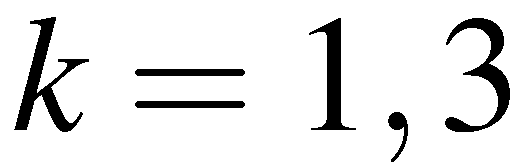 k = 1, 3